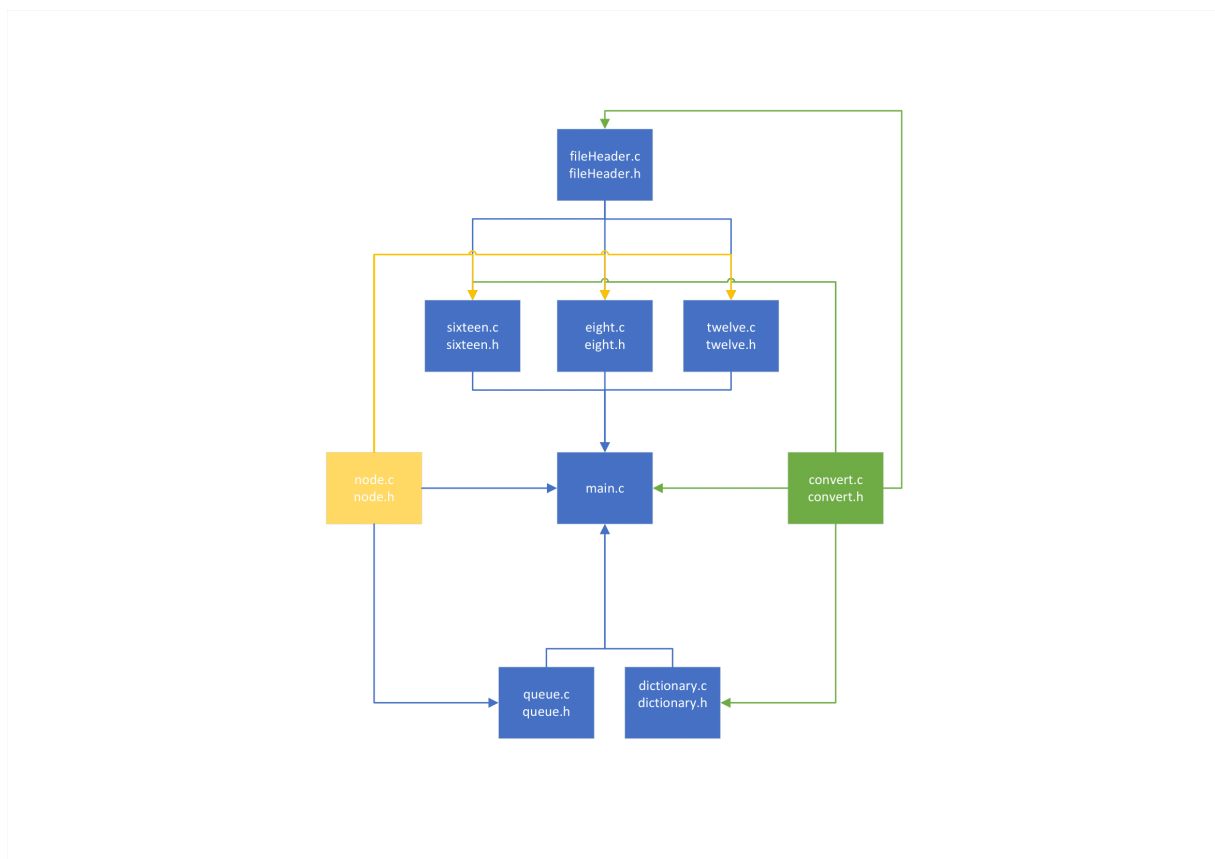 fileHeader.c
fileHeader.h
sixteen.c
sixteen.h
eight.c
eight.h
twelve.c
twelve.h
node.c
node.h
main.c
convert.c
convert.h
queue.c
queue.h
dictionary.c
dictionary.h